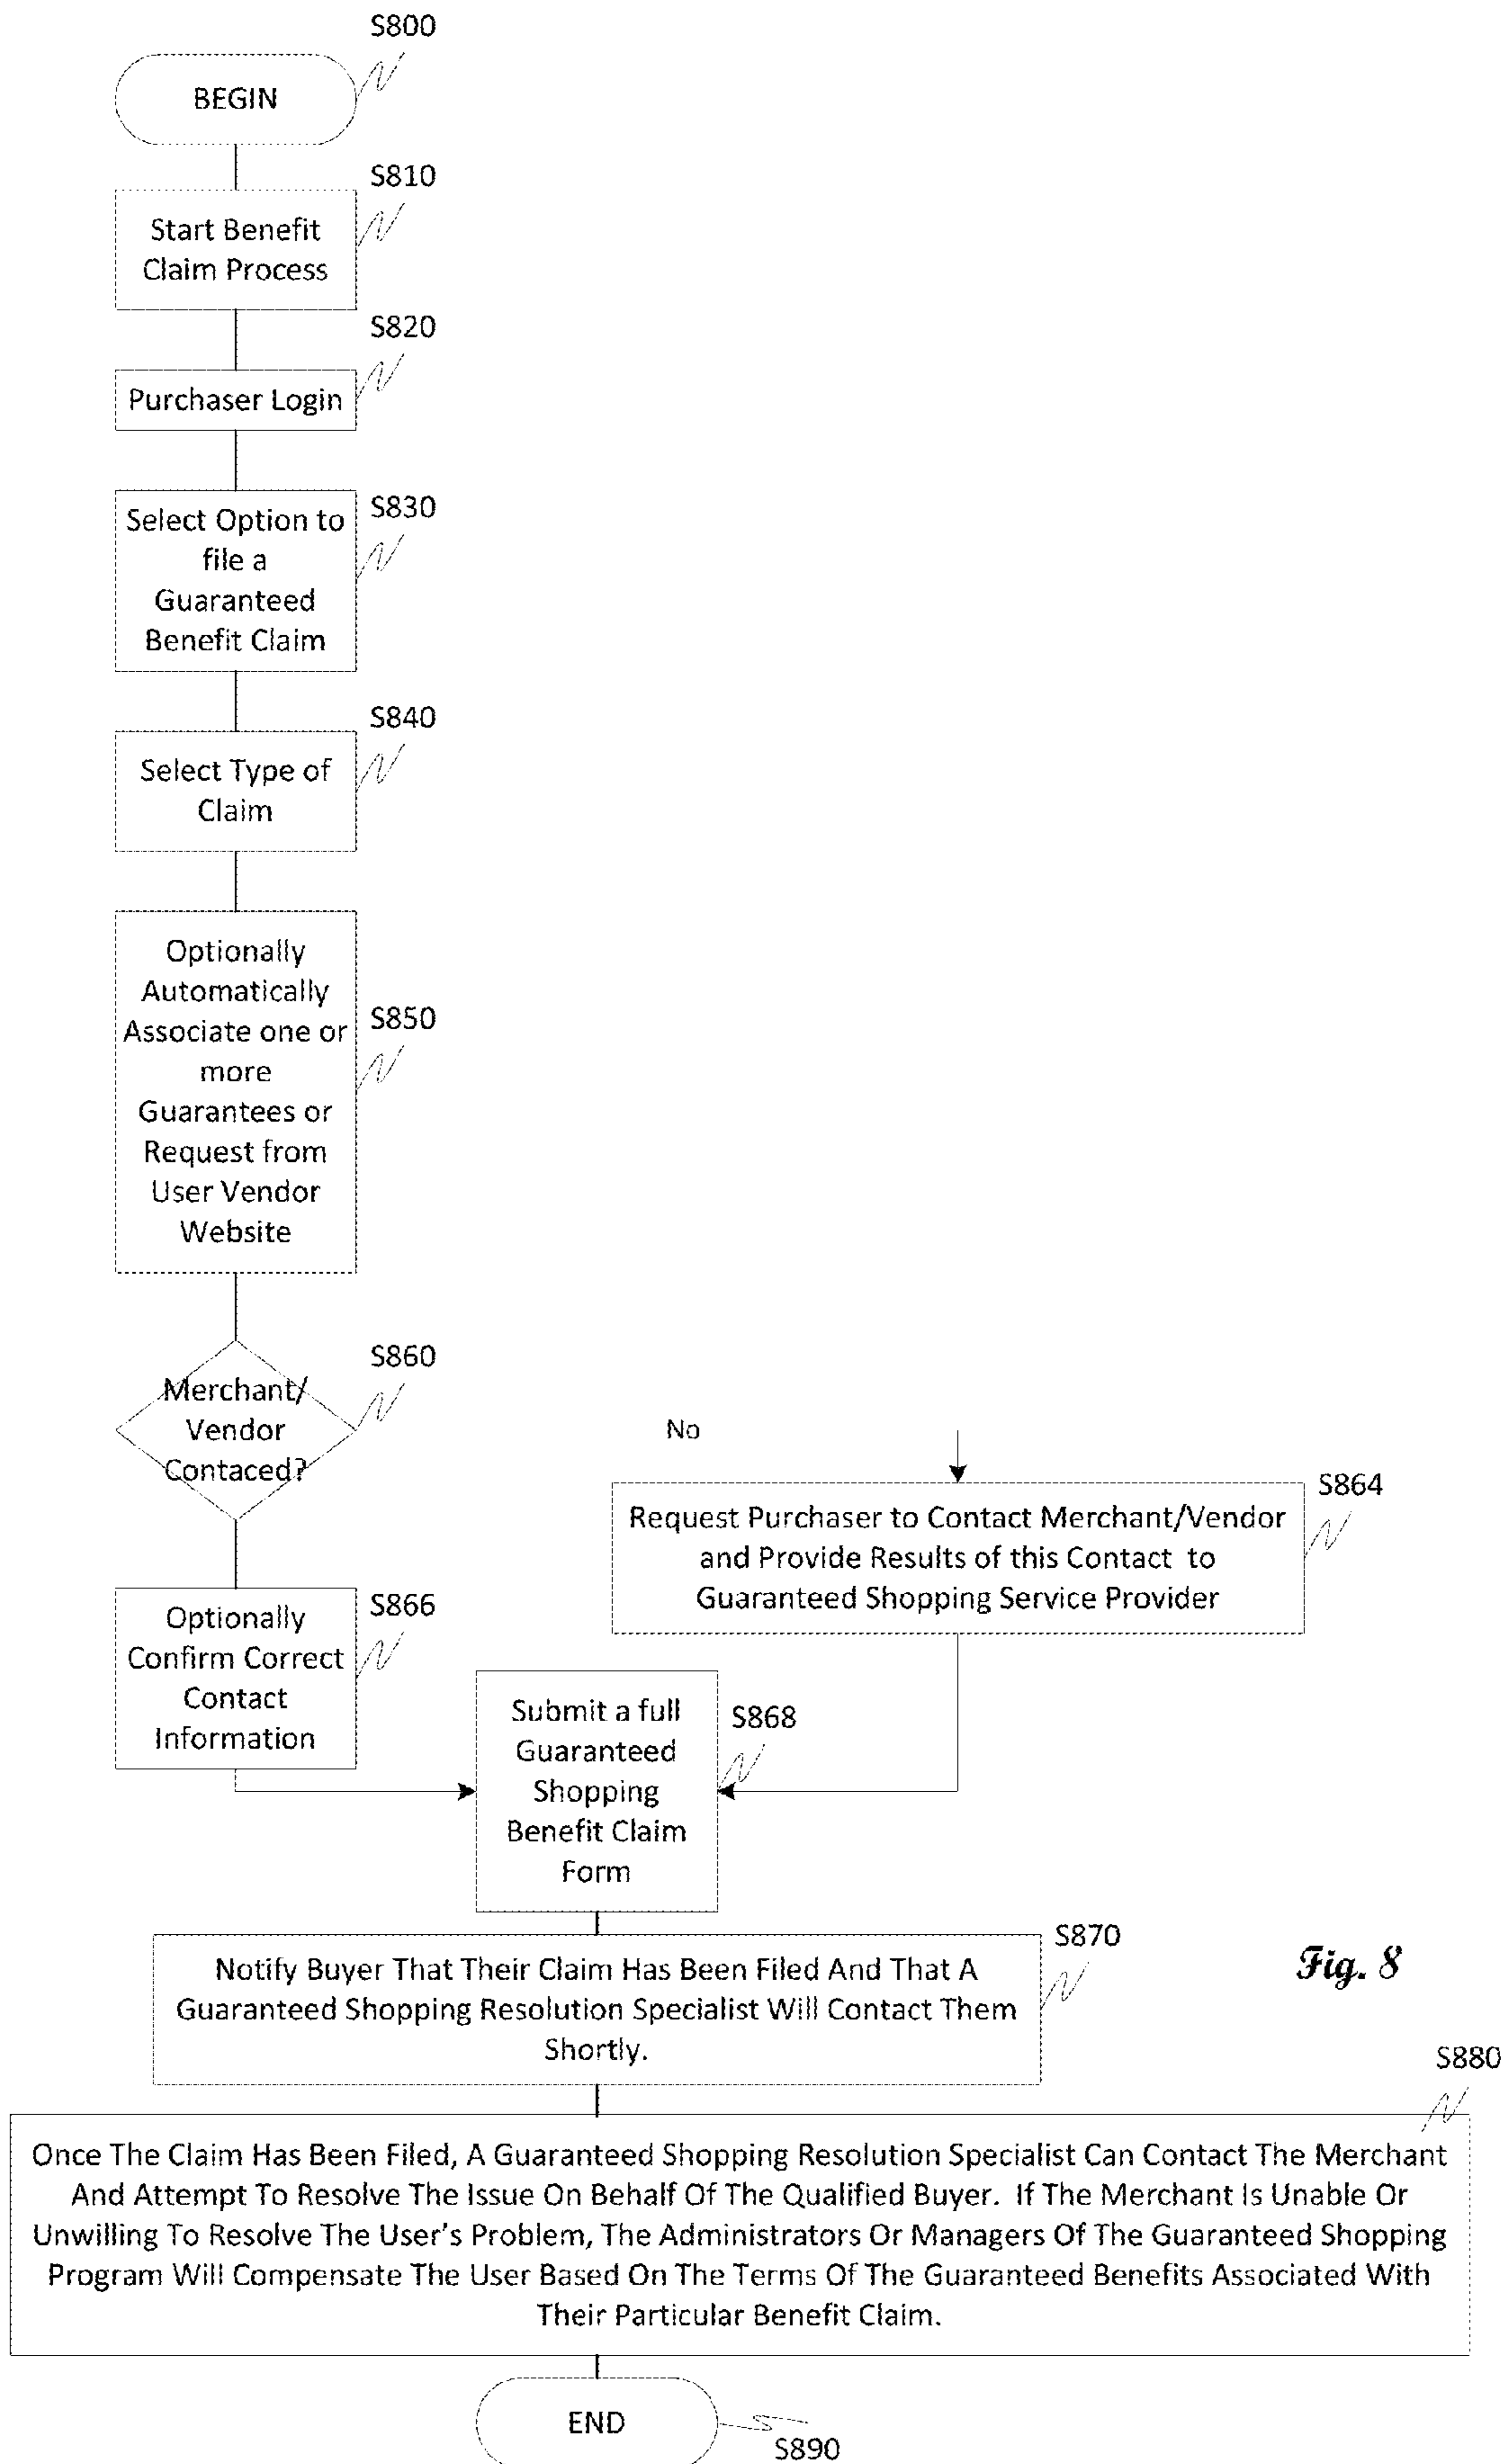 S800
BEGIN
S810
Start Benefit
Claim Process
S820
Purchaser Login
S830
Select Option to
file a
Guaranteed
Benefit Claim
S840
Select Type of
Claim
S850
Optionally
Automatically
Associate one or
more
Guarantees or
Request from
User Vendor
Website
S860
Merchant/
Vendor
Contaced?
No
S864
Request Purchaser to Contact Merchant/Vendor
and Provide Results of this Contact to
Guaranteed Shopping Service Provider
S866
Optionally
Confirm Correct
Contact
Information
S868
Submit a full
Guaranteed
Shopping
Benefit Claim
Form
S870
Notify Buyer That Their Claim Has Been Filed And That A
Guaranteed Shopping Resolution Specialist Will Contact Them
Shortly.
Fig. 8
S880
Once The Claim Has Been Filed, A Guaranteed Shopping Resolution Specialist Can Contact The Merchant
And Attempt To Resolve The Issue On Behalf Of The Qualified Buyer. If The Merchant Is Unable Or
Unwilling To Resolve The User's Problem, The Administrators Or Managers Of The Guaranteed Shopping
Program Will Compensate The User Based On The Terms Of The Guaranteed Benefits Associated With
Their Particular Benefit Claim.
END
S890